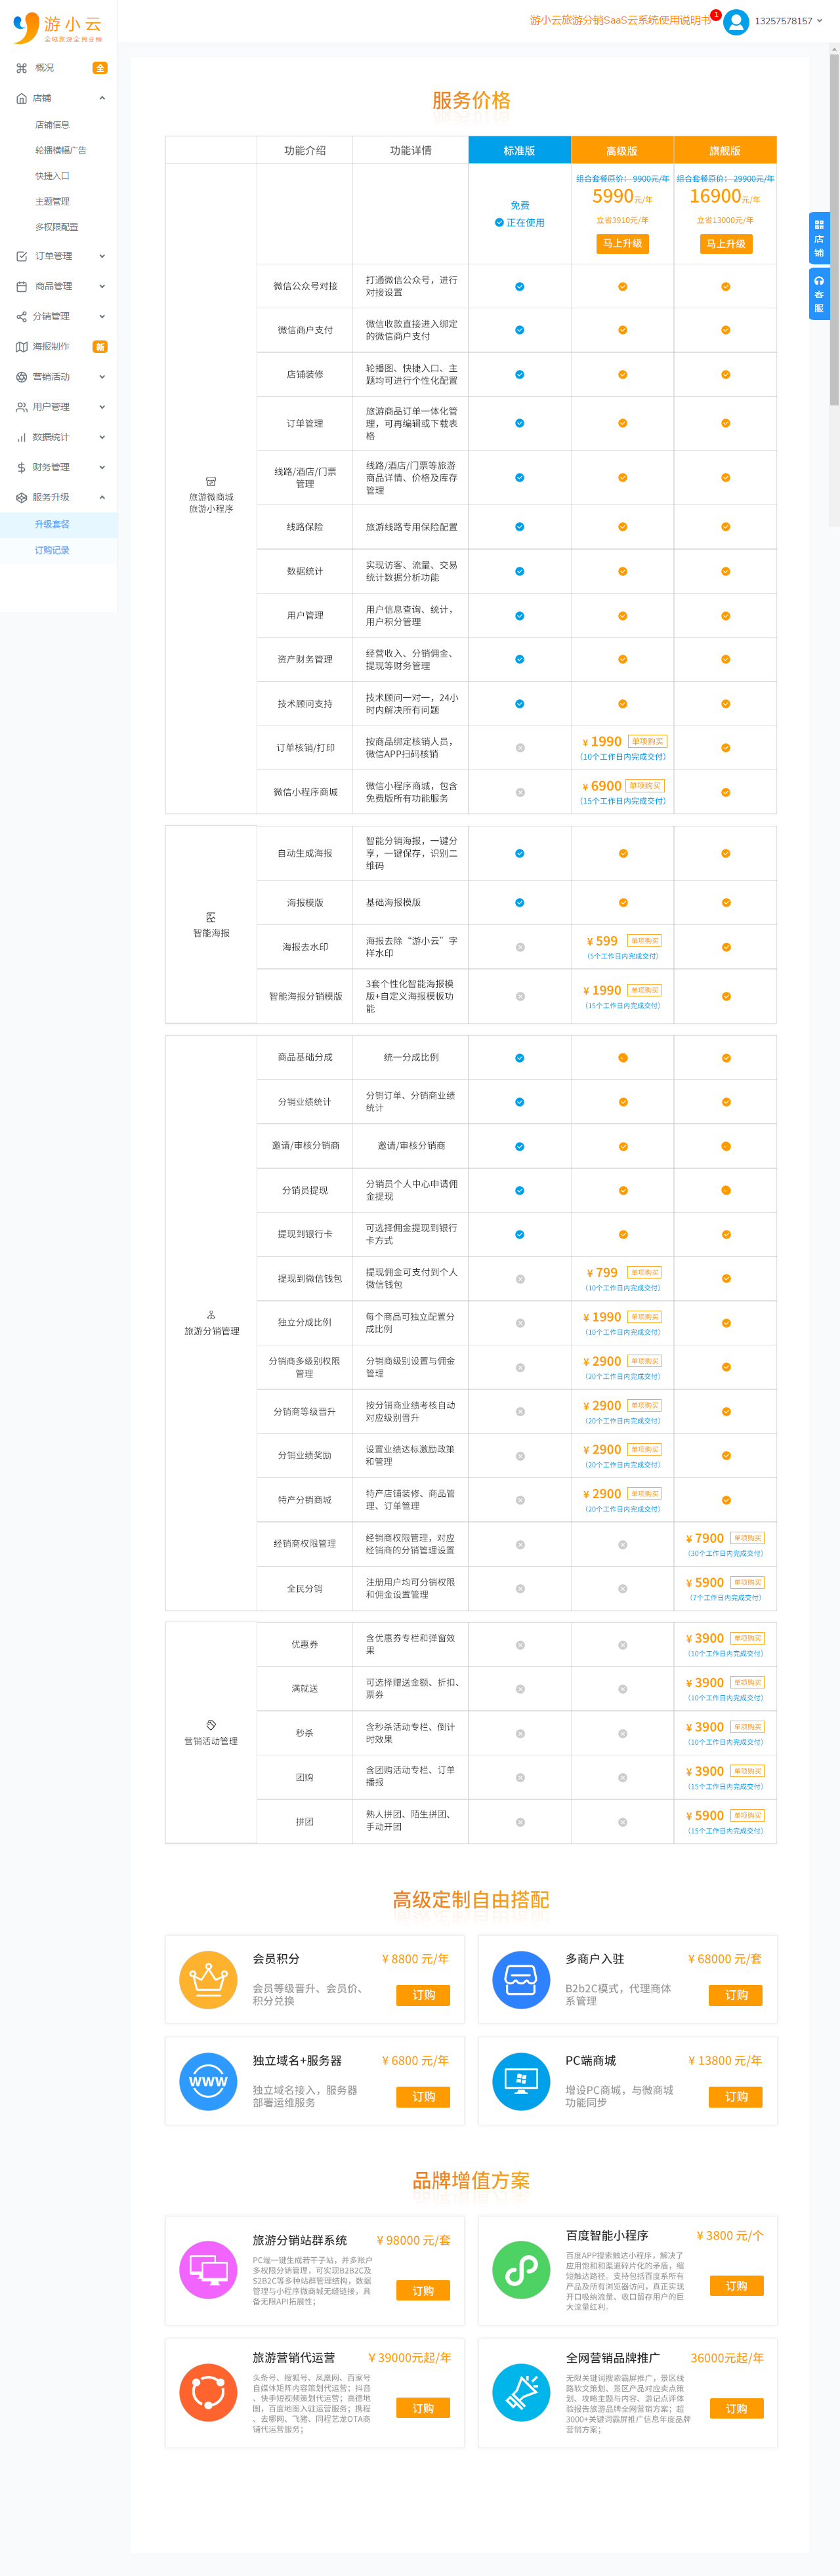 游小云
全域旅游全网分销
游小云旅游分销SaaS云系统使用说明书
1
13257578157
概况
全
店铺
店铺信息
轮播横幅广告
快捷入口
主题管理
多权限配置
订单管理
商品管理
分销管理
海报制作
新
营销活动
用户管理
数据统计
财务管理
服务升级
升级套餐
订购记录
店铺
客服
服务价格
功能介绍
功能详情
标准版
高级版
旗舰版
免费
正在使用
组合套餐原价: 9900元/年
5990元/年
立省3910元/年
马上升级
组合套餐原价: 29900元/年
16900元/年
立省13000元/年
马上升级
旅游微商城
旅游小程序
微信公众号对接
打通微信公众号，进行
对接设置
微信商户支付
微信收款直接进入绑定
的微信商户支付
店铺装修
轮播图、快捷入口、主
题均可进行个性化配置
订单管理
旅游商品订单一体化管
理，可再编辑或下载表
格
线路/酒店/门票
管理
线路/酒店/门票等旅游
商品详情、价格及库存
管理
线路保险
旅游线路专用保险配置
数据统计
实现访客、流量、交易
统计数据分析功能
用户管理
用户信息查询、统计，
用户积分管理
资产财务管理
经营收入、分销佣金、
提现等财务管理
技术顾问支持
技术顾问一对一，24小
时内解决所有问题
订单核销/打印
按商品绑定核销人员，
微信APP扫码核销
¥ 1990 单项购买
（10个工作日内完成交付）
微信小程序商城
微信小程序商城，包含
免费版所有功能服务
¥ 6900 单项购买
（15个工作日内完成交付）
智能海报
自动生成海报
智能分销海报，一键分
享，一键保存，识别二
维码
海报模版
基础海报模版
海报去水印
海报去除“游小云”字
样水印
¥ 599 单项购买
（5个工作日内完成交付）
智能海报分销模版
3套个性化智能海报模
版+自定义海报模板功
能
¥ 1990 单项购买
（15个工作日内完成交付）
旅游分销管理
商品基础分成
统一分成比例
分销业绩统计
分销订单、分销商业绩
统计
邀请/审核分销商
邀请/审核分销商
分销员提现
分销员个人中心申请佣
金提现
提现到银行卡
可选择佣金提现到银行
卡方式
提现到微信钱包
提现佣金可支付到个人
微信钱包
¥ 799 单项购买
（10个工作日内完成交付）
独立分成比例
每个商品可独立配置分
成比例
¥ 1990 单项购买
（10个工作日内完成交付）
分销商多级别权限
管理
分销商级别设置与佣金
管理
¥ 2900 单项购买
（20个工作日内完成交付）
分销商等级晋升
按分销商业绩考核自动
对应级别晋升
¥ 2900 单项购买
（20个工作日内完成交付）
分销业绩奖励
设置业绩达标激励政策
和管理
¥ 2900 单项购买
（20个工作日内完成交付）
特产分销商城
特产店铺装修、商品管
理、订单管理
¥ 2900 单项购买
（20个工作日内完成交付）
经销商权限管理
经销商权限管理，对应
经销商的分销管理设置
¥ 7900 单项购买
（30个工作日内完成交付）
全民分销
注册用户均可分销权限
和佣金设置管理
¥ 5900 单项购买
（7个工作日内完成交付）
营销活动管理
优惠券
含优惠券专栏和弹窗效
果
¥ 3900 单项购买
（10个工作日内完成交付）
满就送
可选择赠送金额、折扣、
票券
¥ 3900 单项购买
（10个工作日内完成交付）
秒杀
含秒杀活动专栏、倒计
时效果
¥ 3900 单项购买
（10个工作日内完成交付）
团购
含团购活动专栏、订单
播报
¥ 3900 单项购买
（15个工作日内完成交付）
拼团
熟人拼团、陌生拼团、
手动开团
¥ 5900 单项购买
（15个工作日内完成交付）
高级定制自由搭配
会员积分
¥ 8800 元/年
会员等级晋升、会员价、
积分兑换
订购
多商户入驻
¥ 68000 元/套
B2b2C模式，代理商体
系管理
订购
www
独立域名+服务器
¥ 6800 元/年
独立域名接入，服务器
部署运维服务
订购
PC端商城
¥ 13800 元/年
增设PC商城，与微商城
功能同步
订购
品牌增值方案
旅游分销站群系统
¥ 98000 元/套
PC端一键生成若干子站，并多账户
多权限分销管理，可实现B2B2C及
S2B2C等多种站群管理结构，数据
管理与小程序微商城无缝链接，具
备无限API拓展性；
订购
百度智能小程序
¥ 3800 元/个
百度APP搜索触达小程序，解决了
应用饱和和渠道碎片化的矛盾，缩
短触达路径。支持包括百度系所有
产品及所有浏览器访问，真正实现
开口吸纳流量、收口留存用户的巨
大流量红利。
订购
旅游营销代运营
¥39000元起/年
头条号、搜狐号、凤凰网、百家号
自媒体矩阵内容策划代运营；抖音
、快手短视频策划代运营；高德地
图，百度地图入驻运营服务；携程
、去哪网、飞猪、同程艺龙OTA商
铺代运营服务；
订购
全网营销品牌推广
36000元起/年
无限关键词搜索霸屏推广，景区线
路软文策划、景区产品对应卖点策
划、攻略主题与内容、游记点评体
验报告旅游品牌全网营销方案；超
3000+关键词霸屏推广信息年度品牌
营销方案；
订购